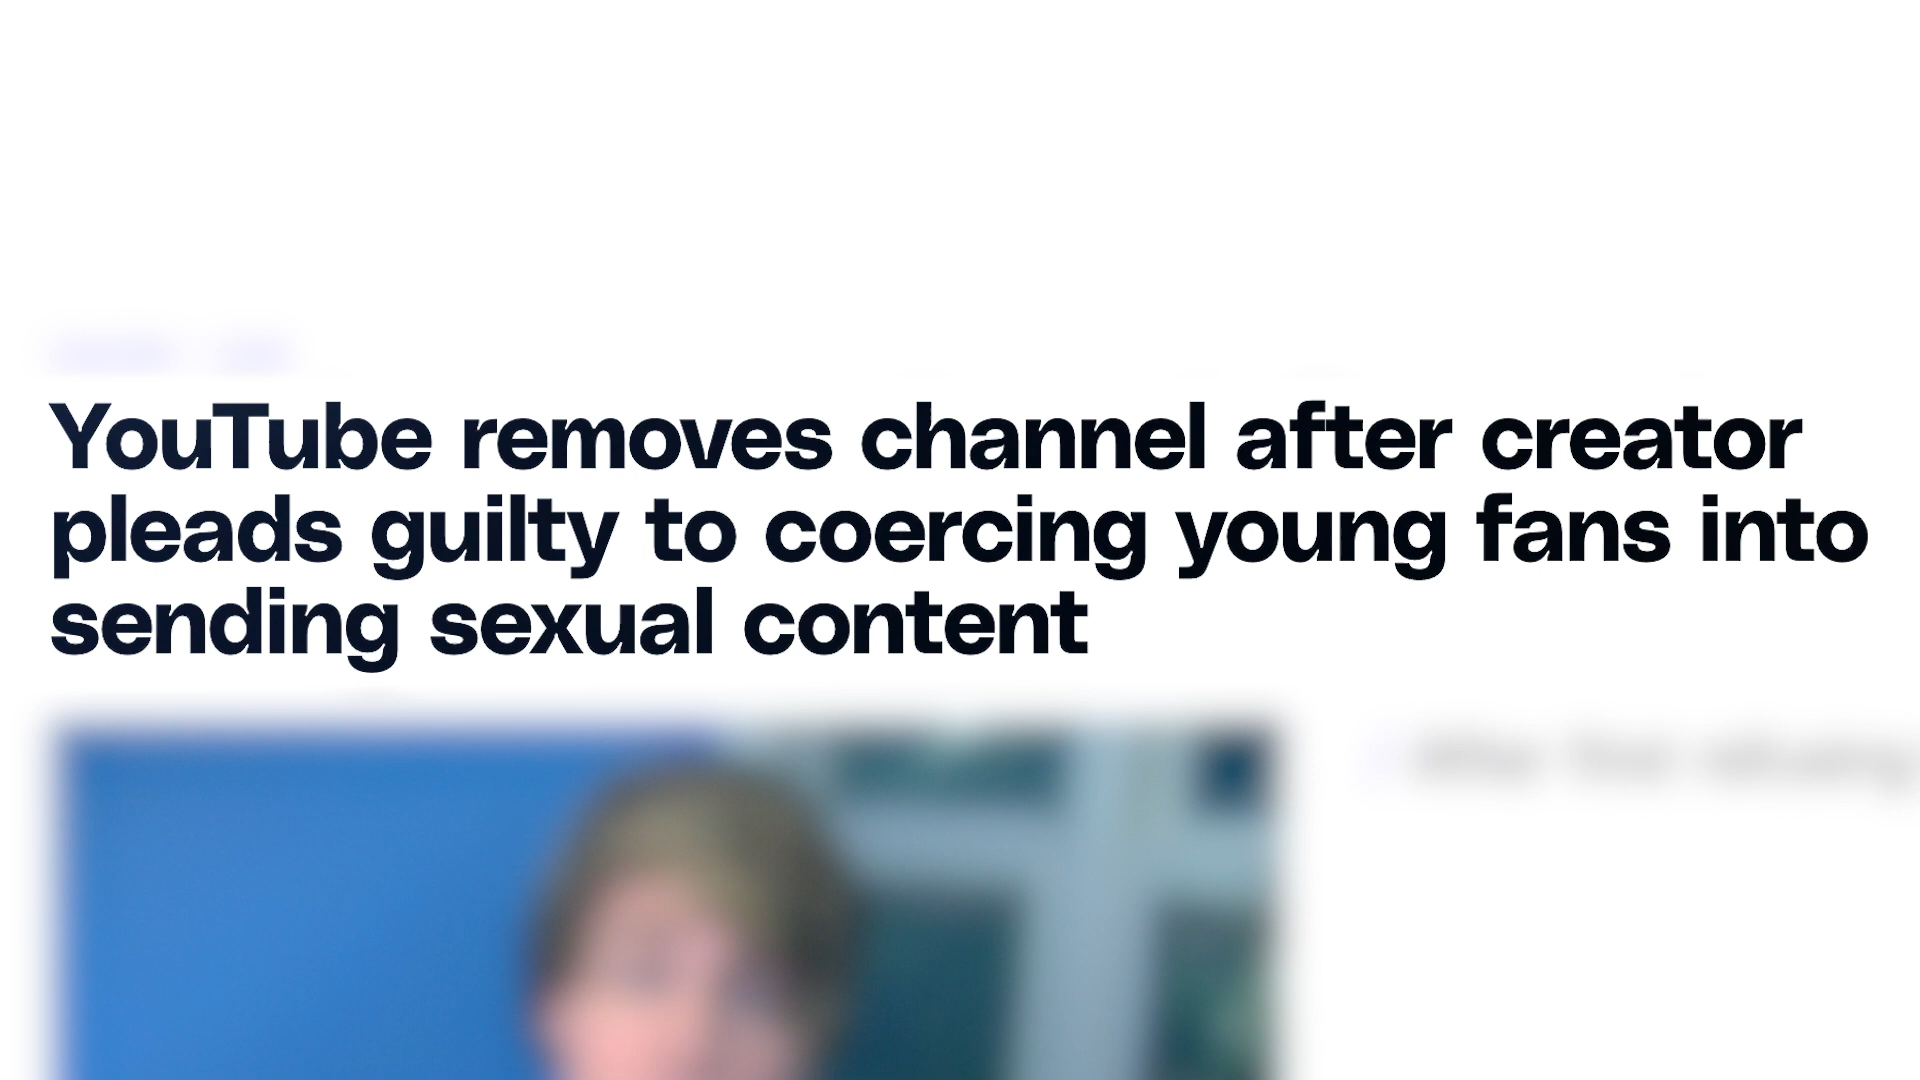 YouTube removes channel after creator
pleads guilty to coercing young fans into
sending sexual content